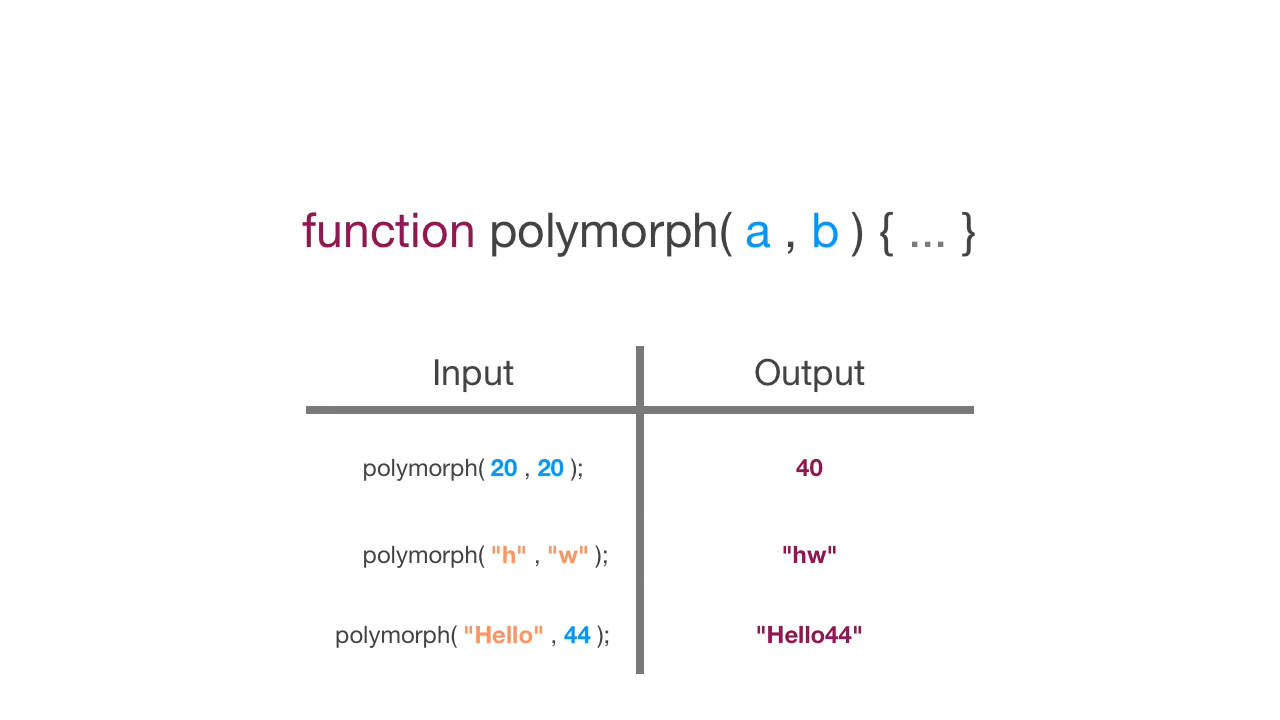 function polymorph( a , b ) { ... }
Input Output
polymorph( 20 , 20 ); 40
polymorph( "h" , "w" ); "hw"
polymorph( "Hello" , 44 ); "Hello44"